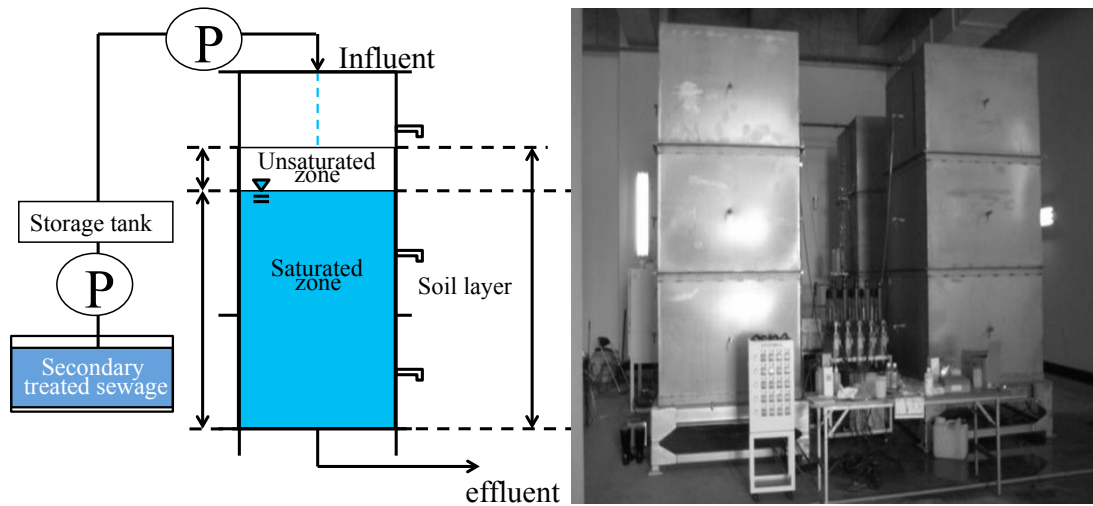 P
Influent
Unsaturated
zone
Storage tank
Saturated
zone
Soil layer
P
Secondary
treated sewage
effluent